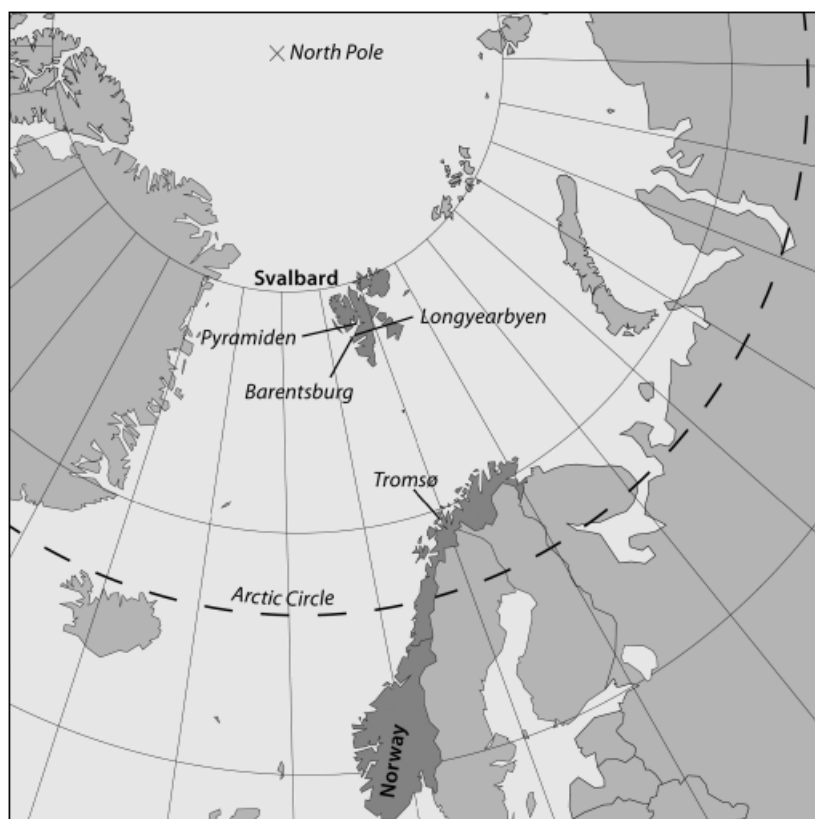 North Pole
Svalbard
Longyearbyen
Pyramiden
Barentsburg
Tromsø
Arctic Circle
Norway